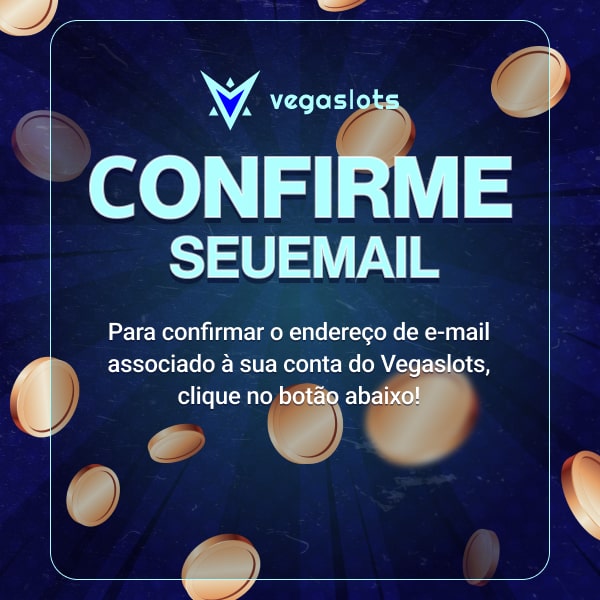 vegaslots
CONFIRME
SEUEMAIL
Para confirmar o endereço de e-mail
associado à sua conta do Vegaslots,
clique no botão abaixo!